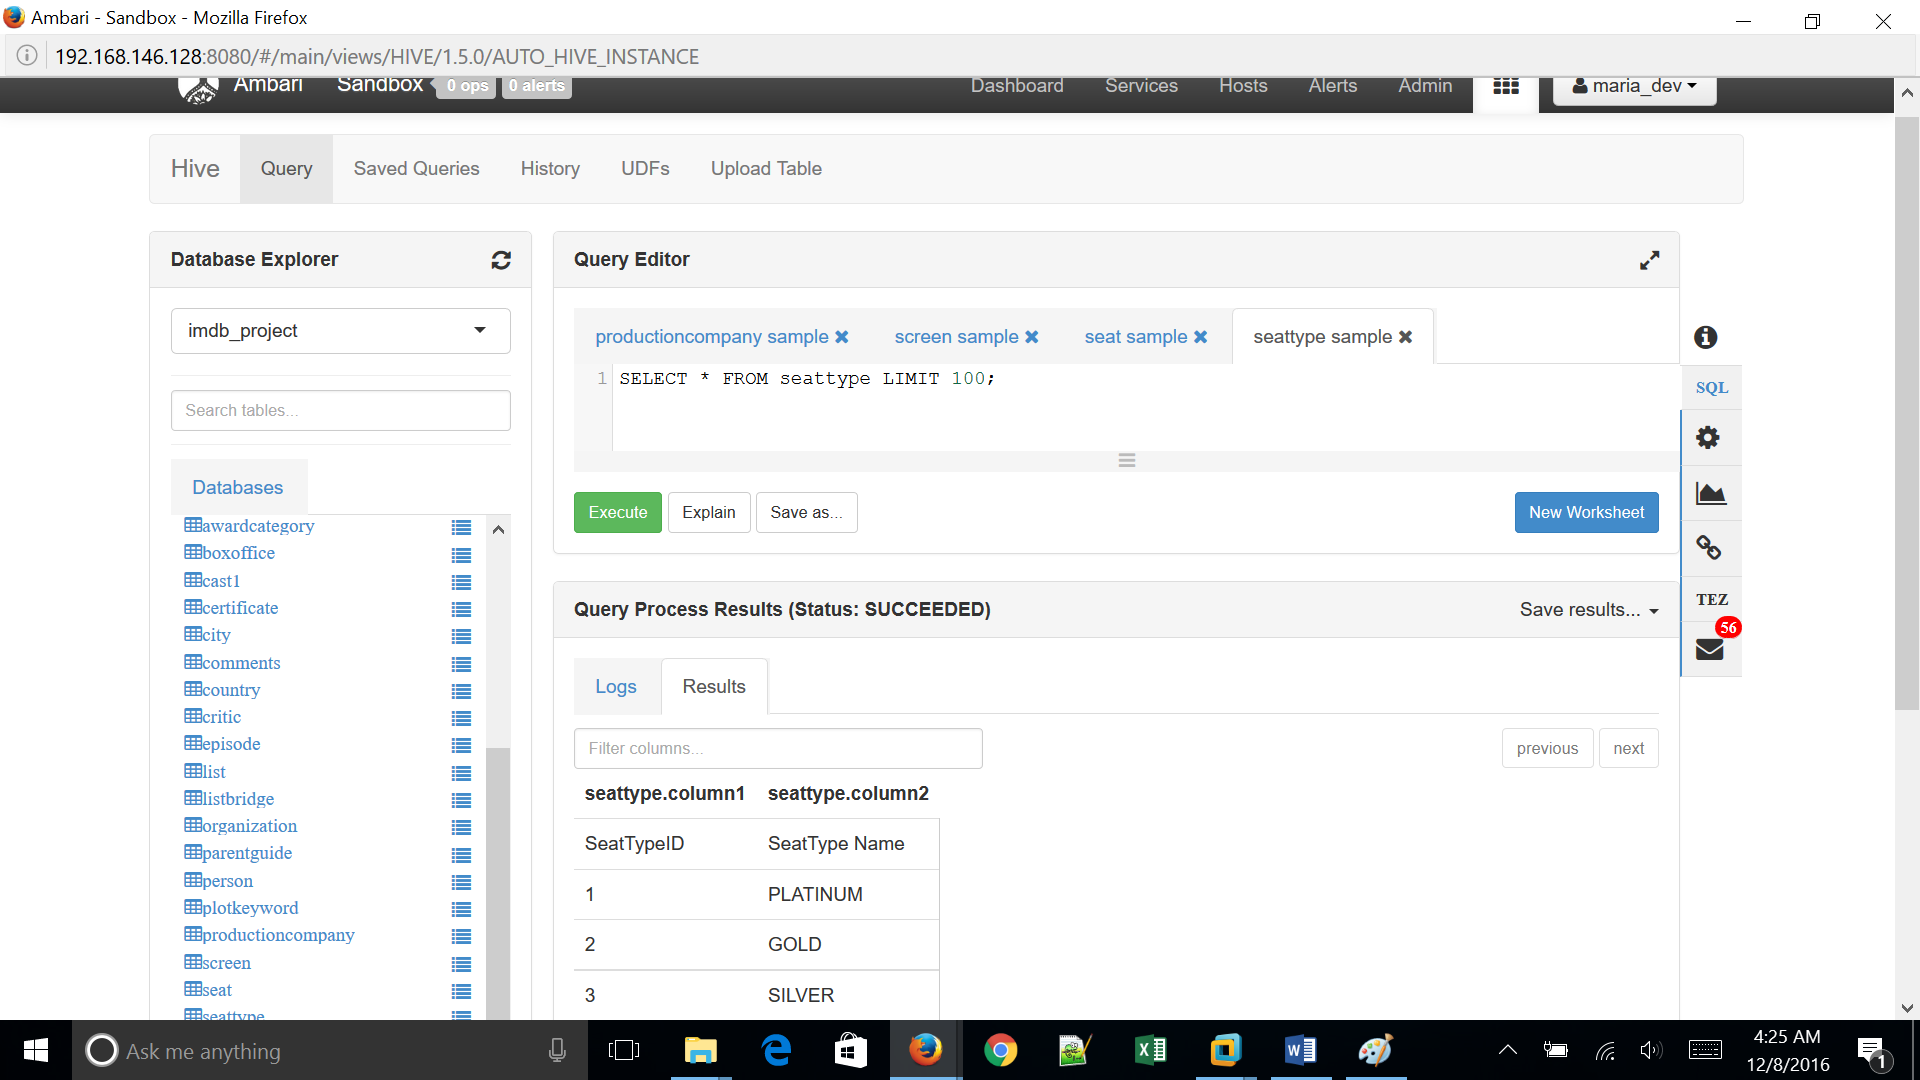 Ambari - Sandbox - Mozilla Firefox
192.168.146.128:8080/#/main/views/HIVE/1.5.0/AUTO_HIVE_INSTANCE
Ambari Sandbox 0 ops 0 alerts Dashboard Services Hosts Alerts Admin maria_dev
Hive Query Saved Queries History UDFs Upload Table
Database Explorer
imdb_project
Search tables...
Databases
awardcategory
boxoffice
cast1
certificate
city
comments
country
critic
episode
list
listbridge
organization
parentguide
person
plotkeyword
productioncompany
screen
seat
seattype
Query Editor
productioncompany sample screen sample seat sample seattype sample
1 SELECT * FROM seattype LIMIT 100;
Execute Explain Save as... New Worksheet
Query Process Results (Status: SUCCEEDED) Save results...
Logs Results
Filter columns... previous next
seattype.column1 seattype.column2
SeatTypeID SeatType Name
1 PLATINUM
2 GOLD
3 SILVER
SQL
TEZ
56
Ask me anything
4:25 AM
12/8/2016
1